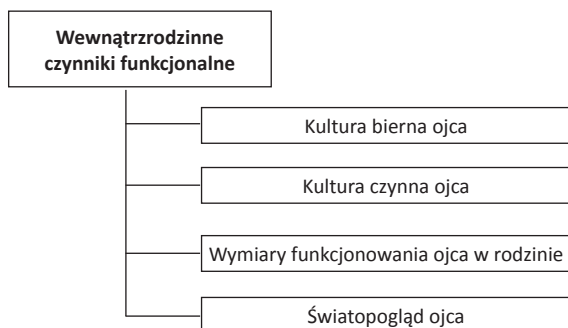 Wewnątrzrodzinne
czynniki funkcjonalne
Kultura bierna ojca
Kultura czynna ojca
Wymiary funkcjonowania ojca w rodzinie
Światopogląd ojca